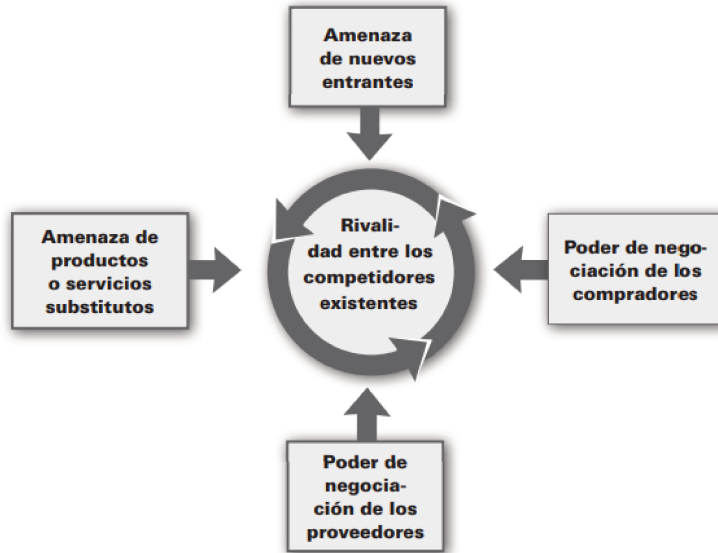 Amenaza
de nuevos
entrantes
Amenaza de
productos
o servicios
substitutos
Rivali-
dad entre los
competidores
existentes
Poder de nego-
ciación de los
compradores
Poder de
negocia-
ción de los
proveedores